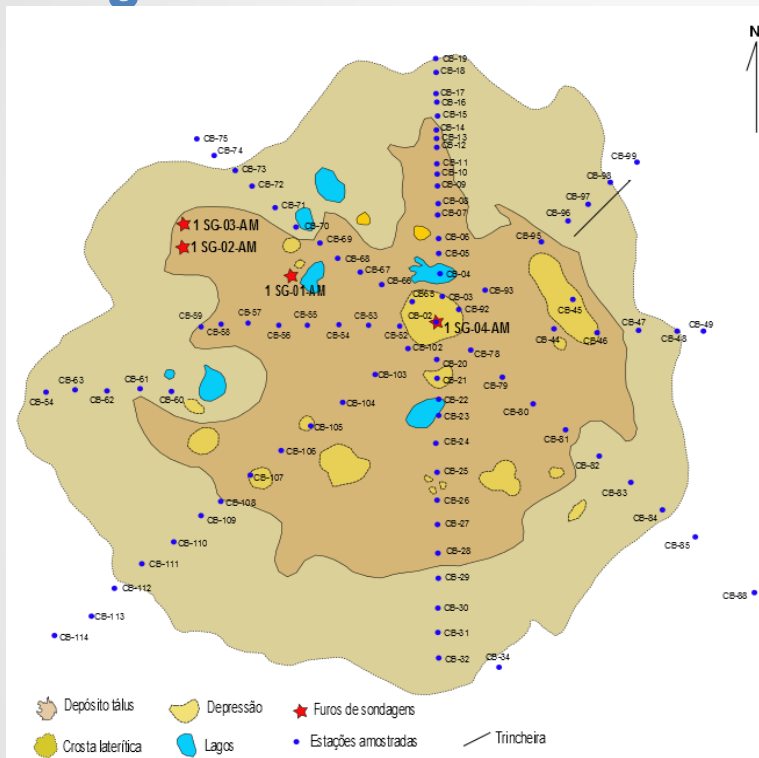 N
CB-19
CB-18
CB-17
CB-16
CB-15
CB-14
CB-13
CB-12
CB-75
CB-74
CB-99
CB-11
CB-73
CB-10
CB-98
CB-72
CB-09
CB-97
CB-08
CB-71
CB-07
CB-96
1 SG-03-AM
CB-70
CB-06
CB-95
CB-69
1 SG-02-AM
CB-05
CB-68
CB-67
CB-04
CB-66
1 SG-01-AM
CB-93
CB-03
CB-92
CB-45
CB-59
CB-58
CB-57
CB-56
CB-55
CB-54
CB-53
CB-52
CB-02
1 SG-04-AM
CB-44
CB-46
CB-47
CB-48
CB-49
CB-102
CB-78
CB-20
CB-54
CB-63
CB-62
CB-61
CB-60
CB-103
CB-21
CB-79
CB-104
CB-22
CB-80
CB-23
CB-105
CB-81
CB-24
CB-106
CB-82
CB-107
CB-25
CB-83
CB-108
CB-26
CB-109
CB-84
CB-27
CB-110
CB-85
CB-28
CB-111
CB-29
CB-112
CB-88
CB-30
CB-113
CB-114
CB-31
CB-32
CB-34
Depósito tálus
Depressão
Furos de sondagens
Crosta laterítica
Lagos
Estações amostradas
Trincheira